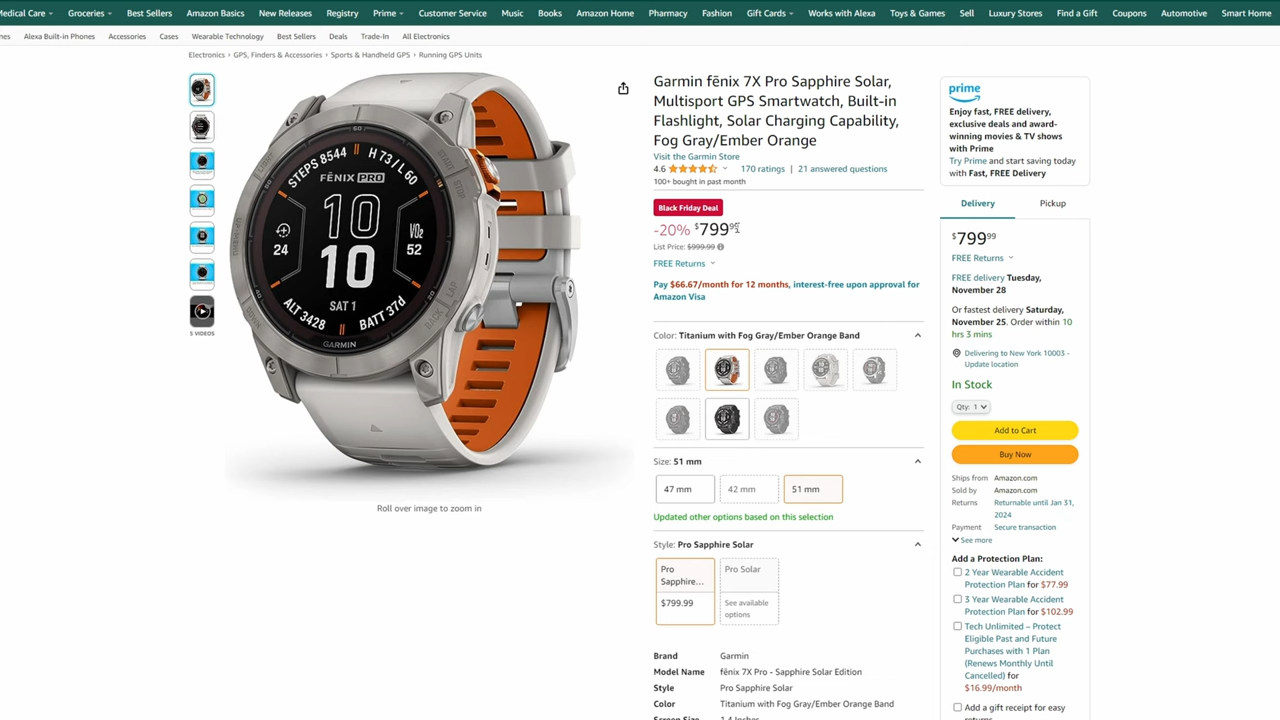 Medical Care
Groceries
Best Sellers
Amazon Basics
New Releases
Registry
Prime
Customer Service
Music
Books
Amazon Home
Pharmacy
Fashion
Gift Cards
Works with Alexa
Toys & Games
Sell
Luxury Stores
Find a Gift
Coupons
Automotive
Smart Home
Alexa Built-in Phones
Accessories
Cases
Wearable Technology
Best Sellers
Deals
Trade-In
All Electronics
Electronics › GPS, Finders & Accessories › Sports & Handheld GPS › Running GPS Units
5 VIDEOS
STEPS 8544 H 73/L 60
FĒNIX PRO
10
24
VO2
52
10
SAT 1
ALT 3428 BATT 37d
GARMIN
60
START
STOP
LAP
BACK
LIGHT
Roll over image to zoom in
Garmin fēnix 7X Pro Sapphire Solar,
Multisport GPS Smartwatch, Built-in
Flashlight, Solar Charging Capability,
Fog Gray/Ember Orange
Visit the Garmin Store
4.6 170 ratings | 21 answered questions
100+ bought in past month
Black Friday Deal
-20% $799.99
List Price: $999.99
FREE Returns
Pay $66.67/month for 12 months, interest-free upon approval for
Amazon Visa
Color: Titanium with Fog Gray/Ember Orange Band
Size: 51 mm
47 mm
42 mm
51 mm
Updated other options based on this selection
Style: Pro Sapphire Solar
Pro
Sapphire...
$799.99
Pro Solar
See available
options
Brand Garmin
Model Name fēnix 7X Pro - Sapphire Solar Edition
Style Pro Sapphire Solar
Color Titanium with Fog Gray/Ember Orange Band
Screen Size 1.4 Inches
prime
Enjoy fast, FREE delivery,
exclusive deals and award-
winning movies & TV shows
with Prime
Try Prime and start saving today
with Fast, FREE Delivery
Delivery
Pickup
$799.99
FREE Returns
FREE delivery Tuesday,
November 28
Or fastest delivery Saturday,
November 25. Order within 10
hrs 3 mins
Delivering to New York 10003 -
Update location
In Stock
Qty: 1
Add to Cart
Buy Now
Ships from Amazon.com
Sold by Amazon.com
Returns Returnable until Jan 31,
2024
Payment Secure transaction
See more
Add a Protection Plan:
2 Year Wearable Accident
Protection Plan for $77.99
3 Year Wearable Accident
Protection Plan for $102.99
Tech Unlimited – Protect
Eligible Past and Future
Purchases with 1 Plan
(Renews Monthly Until
Cancelled) for
$16.99/month
Add a gift receipt for easy
returns